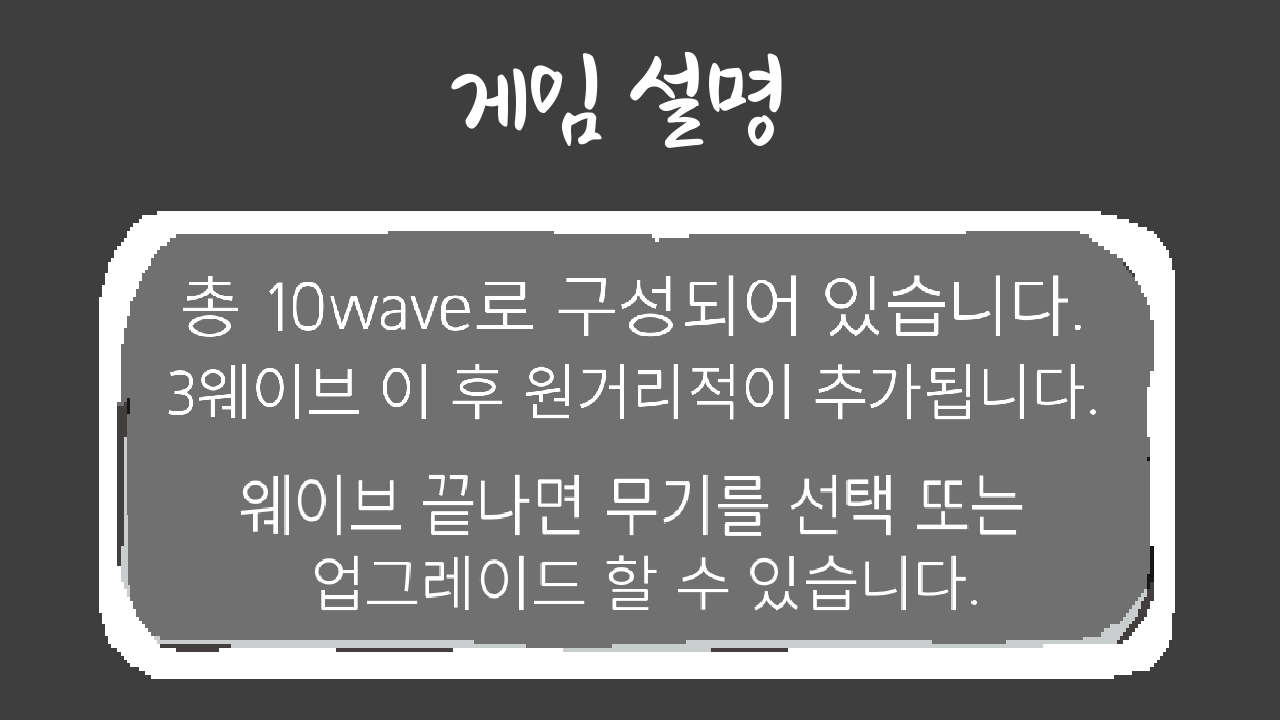 게임 설명
총 10wave로 구성되어 있습니다.
3웨이브 이 후 원거리적이 추가됩니다.
웨이브 끝나면 무기를 선택 또는
업그레이드 할 수 있습니다.